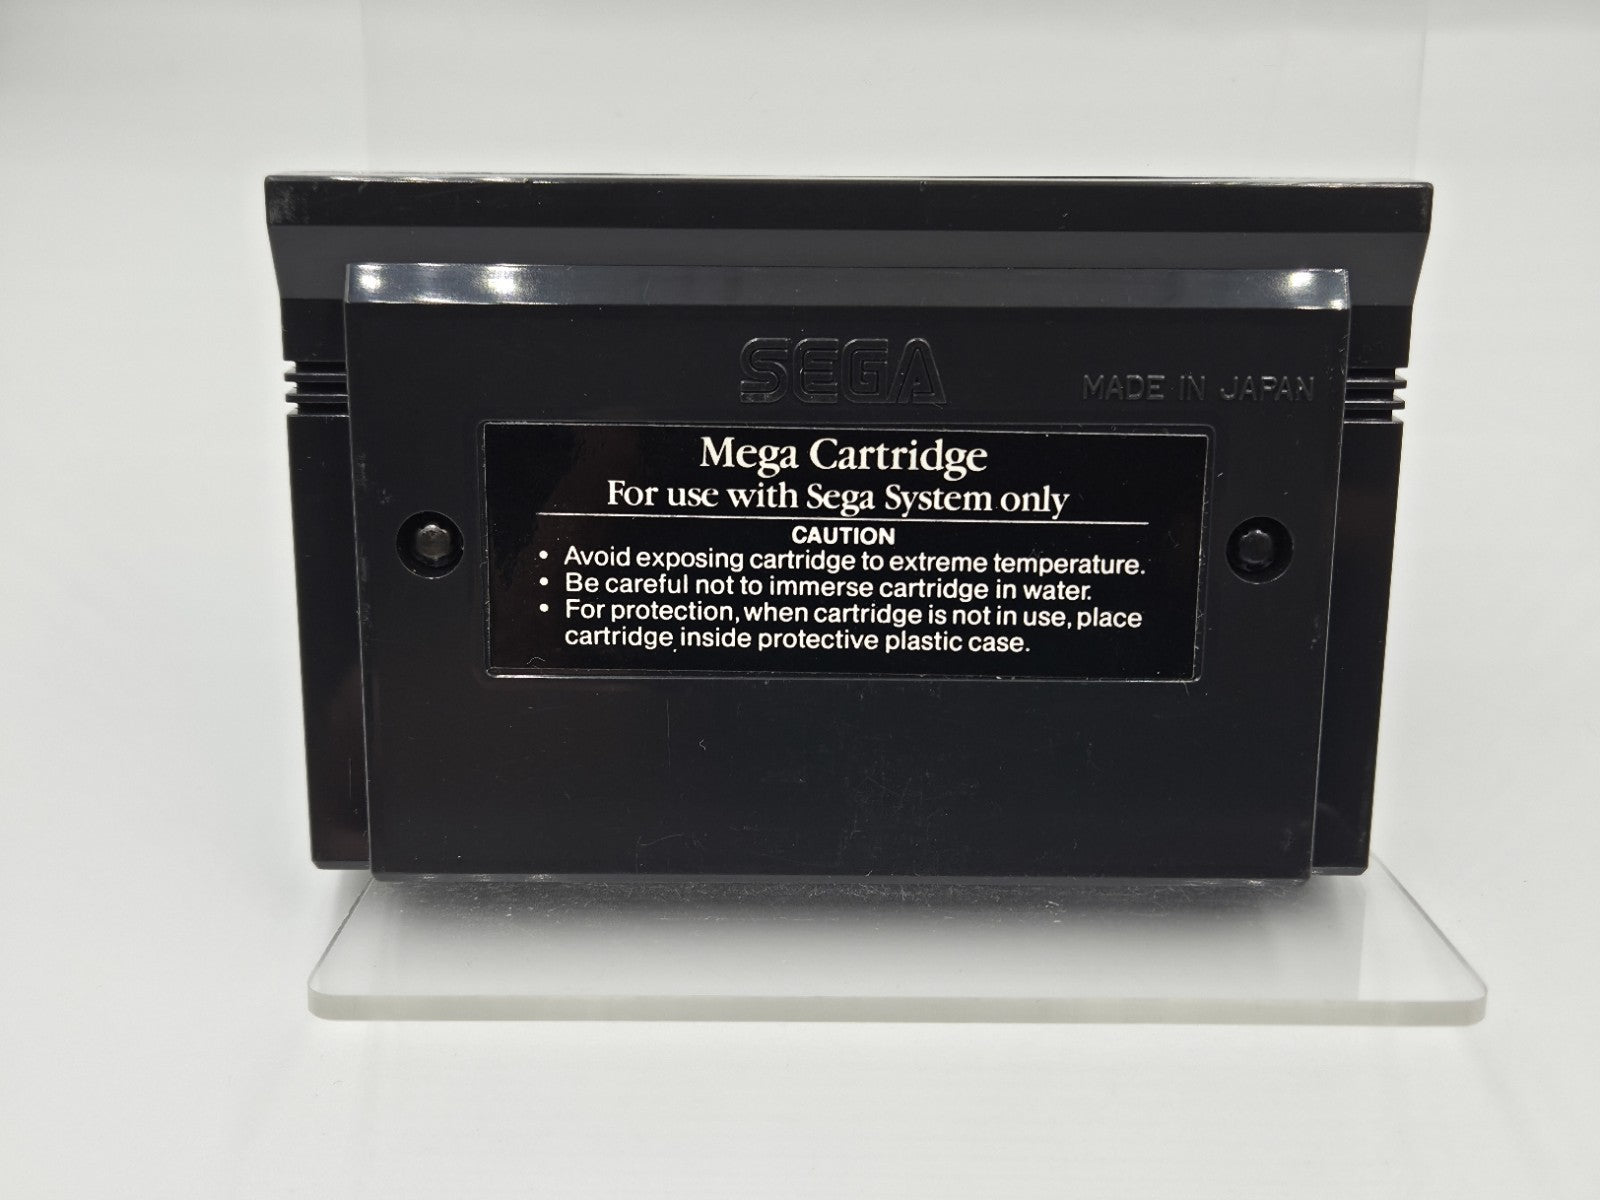 SEGA
MADE IN JAPAN
Mega Cartridge
For use with Sega System only
CAUTION
• Avoid exposing cartridge to extreme temperature.
• Be careful not to immerse cartridge in water.
• For protection, when cartridge is not in use, place
cartridge inside protective plastic case.